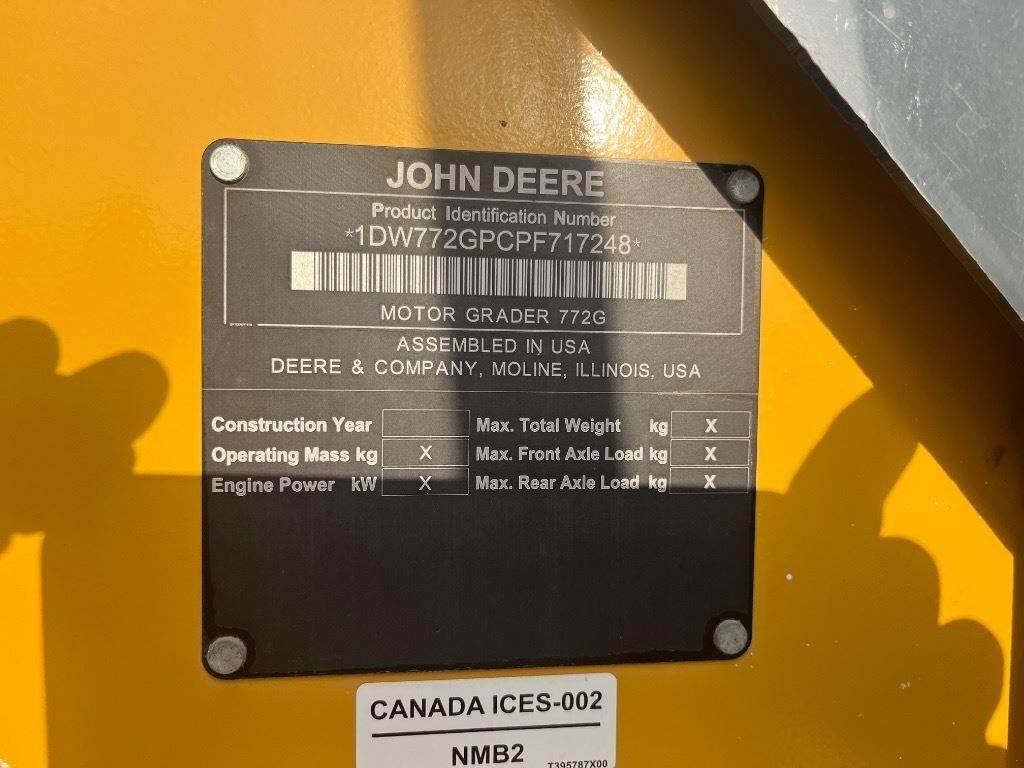 JOHN DEERE
Product Identification Number
*1DW772GPCPF717248*
MOTOR GRADER 772G
ASSEMBLED IN USA
DEERE & COMPANY, MOLINE, ILLINOIS, USA
Construction Year Max. Total Weight kg X
Operating Mass kg X Max. Front Axle Load kg X
Engine Power kW X Max. Rear Axle Load kg X
CANADA ICES-002
NMB2
T395787X00